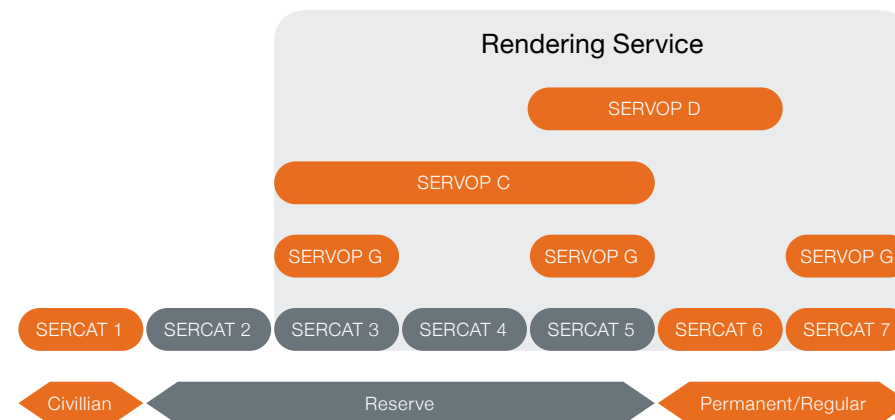 Rendering Service
SERVOP D
SERVOP C
SERVOP G SERVOP G SERVOP G
SERCAT 1 SERCAT 2 SERCAT 3 SERCAT 4 SERCAT 5 SERCAT 6 SERCAT 7
Civillian Reserve Permanent/Regular